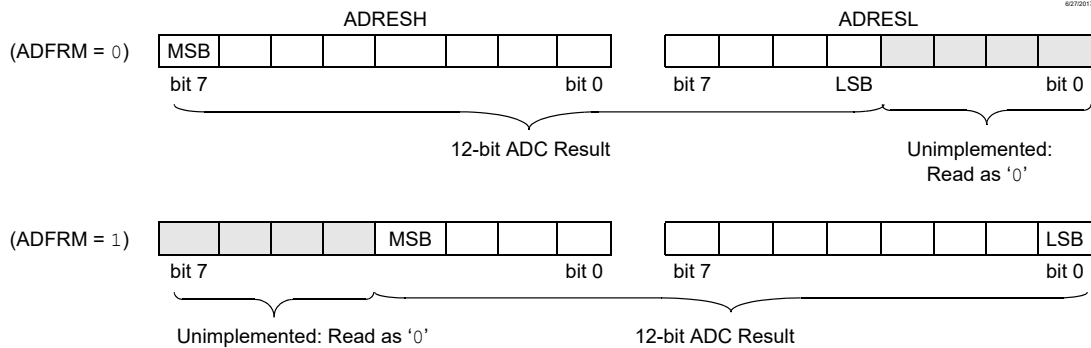 6/27/2017
ADRESH ADRESL
(ADFRM = 0) MSB
bit 7 bit 0 bit 7 LSB bit 0
12-bit ADC Result Unimplemented:
Read as ‘0’
(ADFRM = 1) MSB LSB
bit 7 bit 0 bit 7 bit 0
Unimplemented: Read as ‘0’ 12-bit ADC Result